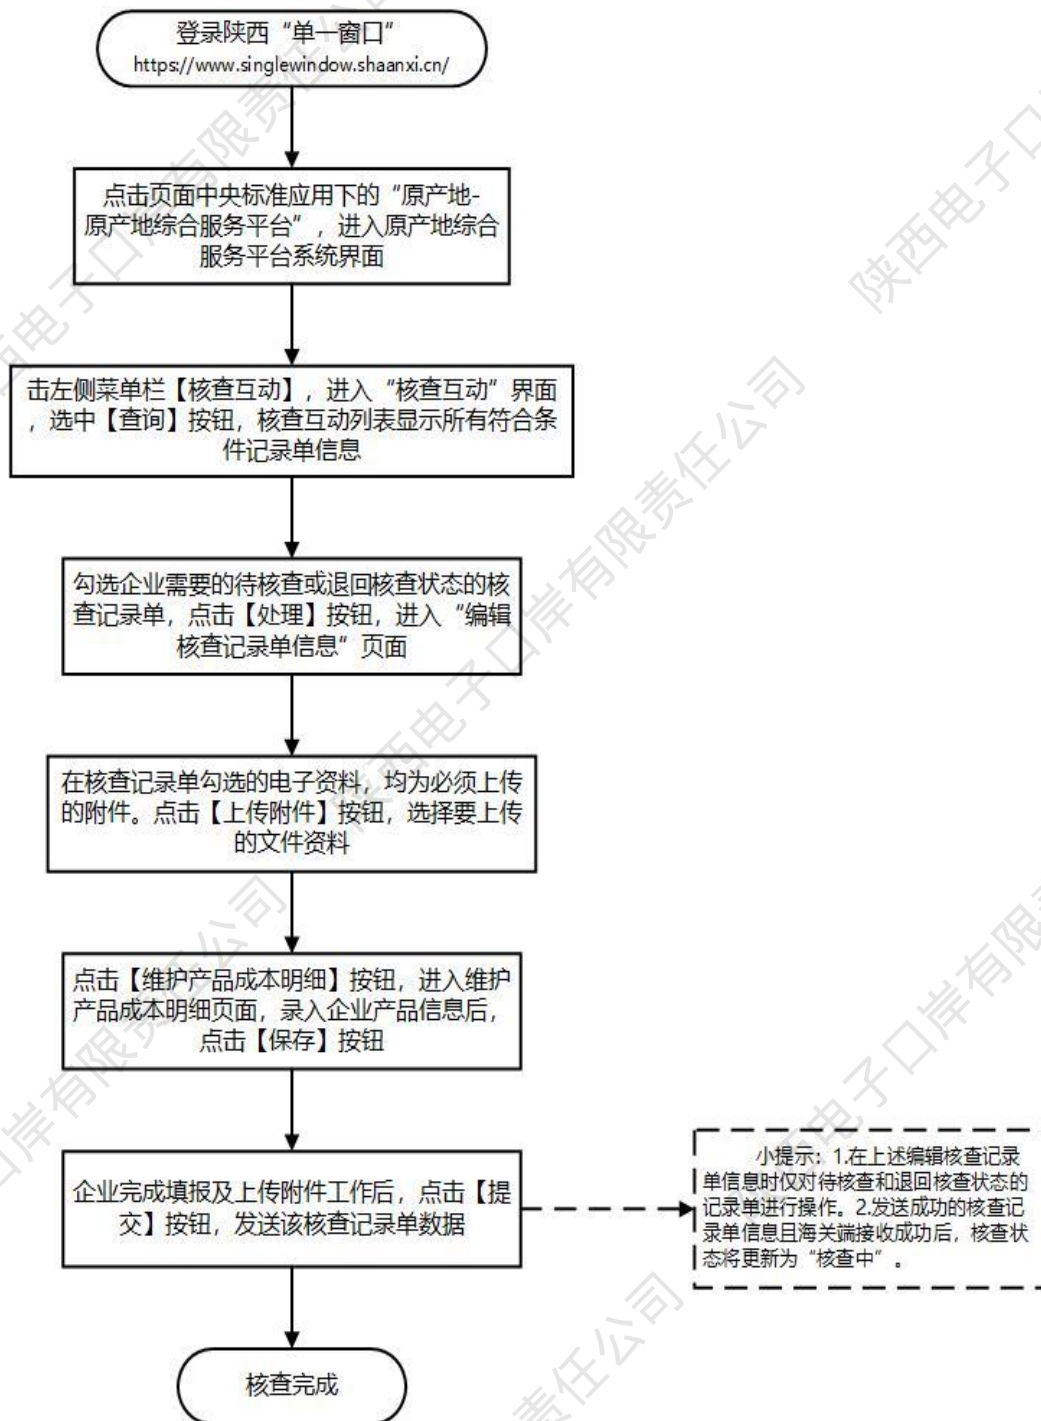 登录陕西“单一窗口”
https://www.singlewindow.shaanxi.cn/
点击页面中央标准应用下的“原产地-
原产地综合服务平台”，进入原产地综合
服务平台系统界面
击左侧菜单栏【核查互动】，进入“核查互动”界面
，选中【查询】按钮，核查互动列表显示所有符合条
件记录单信息
勾选企业需要的待核查或退回核查状态的核
查记录单，点击【处理】按钮，进入“编辑
核查记录单信息”页面
在核查记录单勾选的电子资料，均为必须上传
的附件。点击【上传附件】按钮，选择要上传
的文件资料
点击【维护产品成本明细】按钮，进入维护
产品成本明细页面，录入企业产品信息后，
点击【保存】按钮
企业完成填报及上传附件工作后，点击【提
交】按钮，发送该核查记录单数据
小提示：1.在上述编辑核查记录
单信息时仅对待核查和退回核查状态的
记录单进行操作。2.发送成功的核查记
录单信息且海关端接收成功后，核查状
态将更新为“核查中”。
核查完成
陕西电子口岸有限责任公司